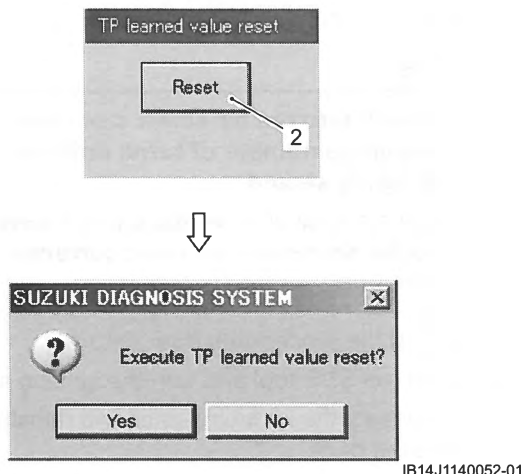 TP learned value reset
Reset
2
SUZUKI DIAGNOSIS SYSTEM
Execute TP learned value reset?
Yes
No
IB14J1140052-01